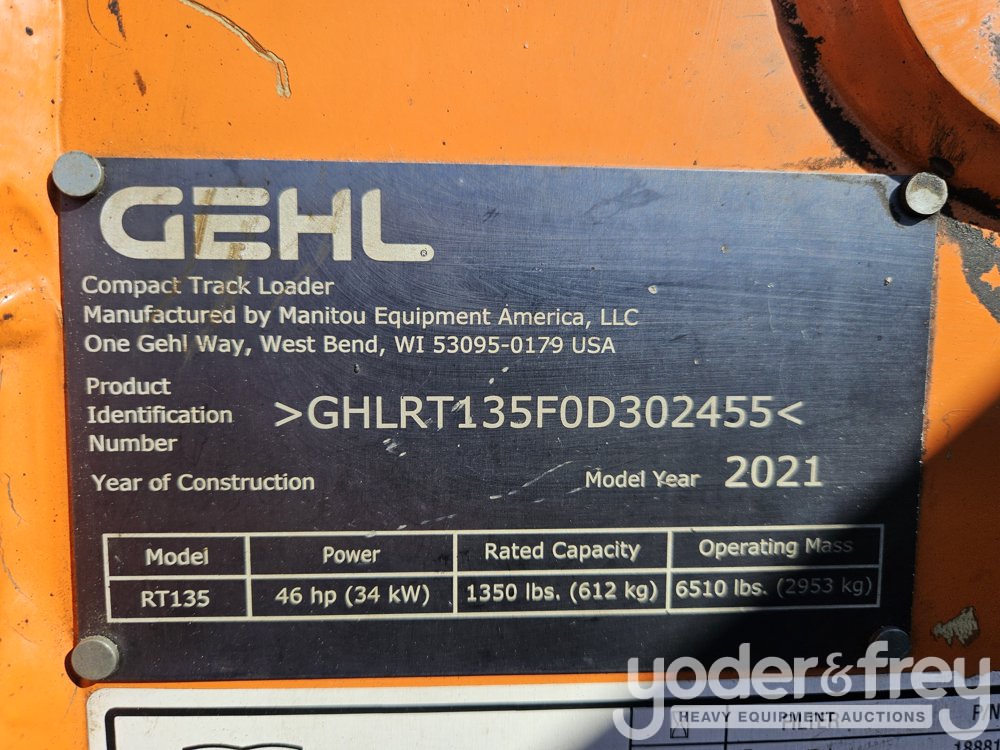 GEHL®
Compact Track Loader
Manufactured by Manitou Equipment America, LLC
One Gehl Way, West Bend, WI 53095-0179 USA
Product
Identification
Number
>GHLRT135F0D302455<
Year of Construction
Model Year 2021
Model Power Rated Capacity Operating Mass
RT135 46 hp (34 kW) 1350 lbs. (612 kg) 6510 lbs. (2953 kg)
yoder&frey
HEAVY EQUIPMENT AUCTIONS
FILTER P/N